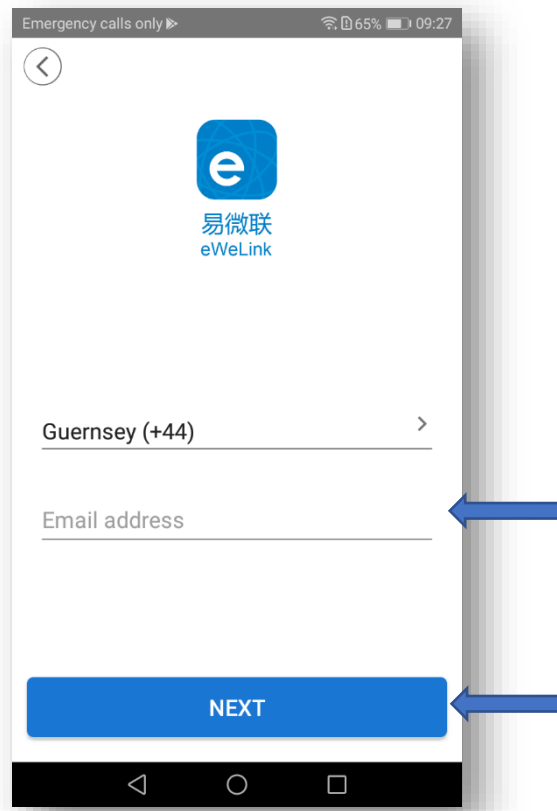 Emergency calls only 65% 09:27
e
易微联
eWeLink
Guernsey (+44)
Email address
NEXT